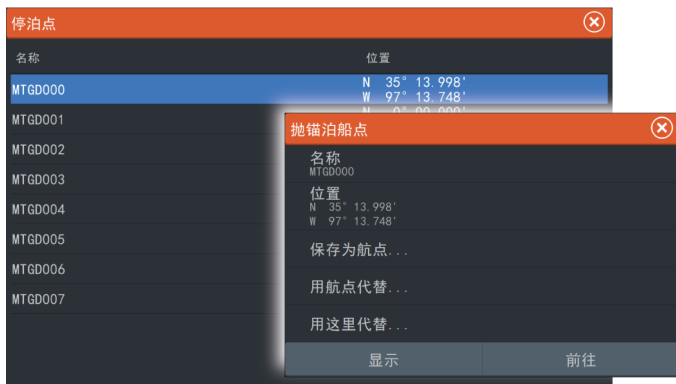 停泊点
名称 位置
MTGD000 N 35° 13.998'
W 97° 13.748'
MTGD001
MTGD002
MTGD003
MTGD004
MTGD005
MTGD006
MTGD007
抛锚泊船点
名称
MTGD000
位置
N 35° 13.998'
W 97° 13.748'
保存为航点...
用航点代替...
用这里代替...
显示 前往